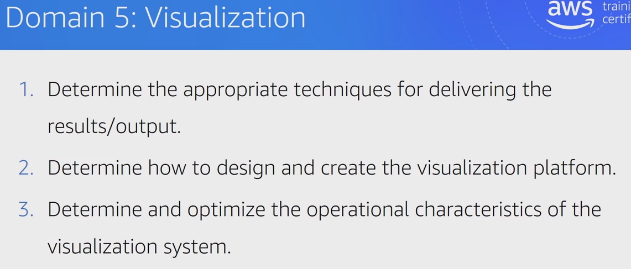 Domain 5: Visualization
aws
1. Determine the appropriate techniques for delivering the
results/output.
2. Determine how to design and create the visualization platform.
3. Determine and optimize the operational characteristics of the
visualization system.